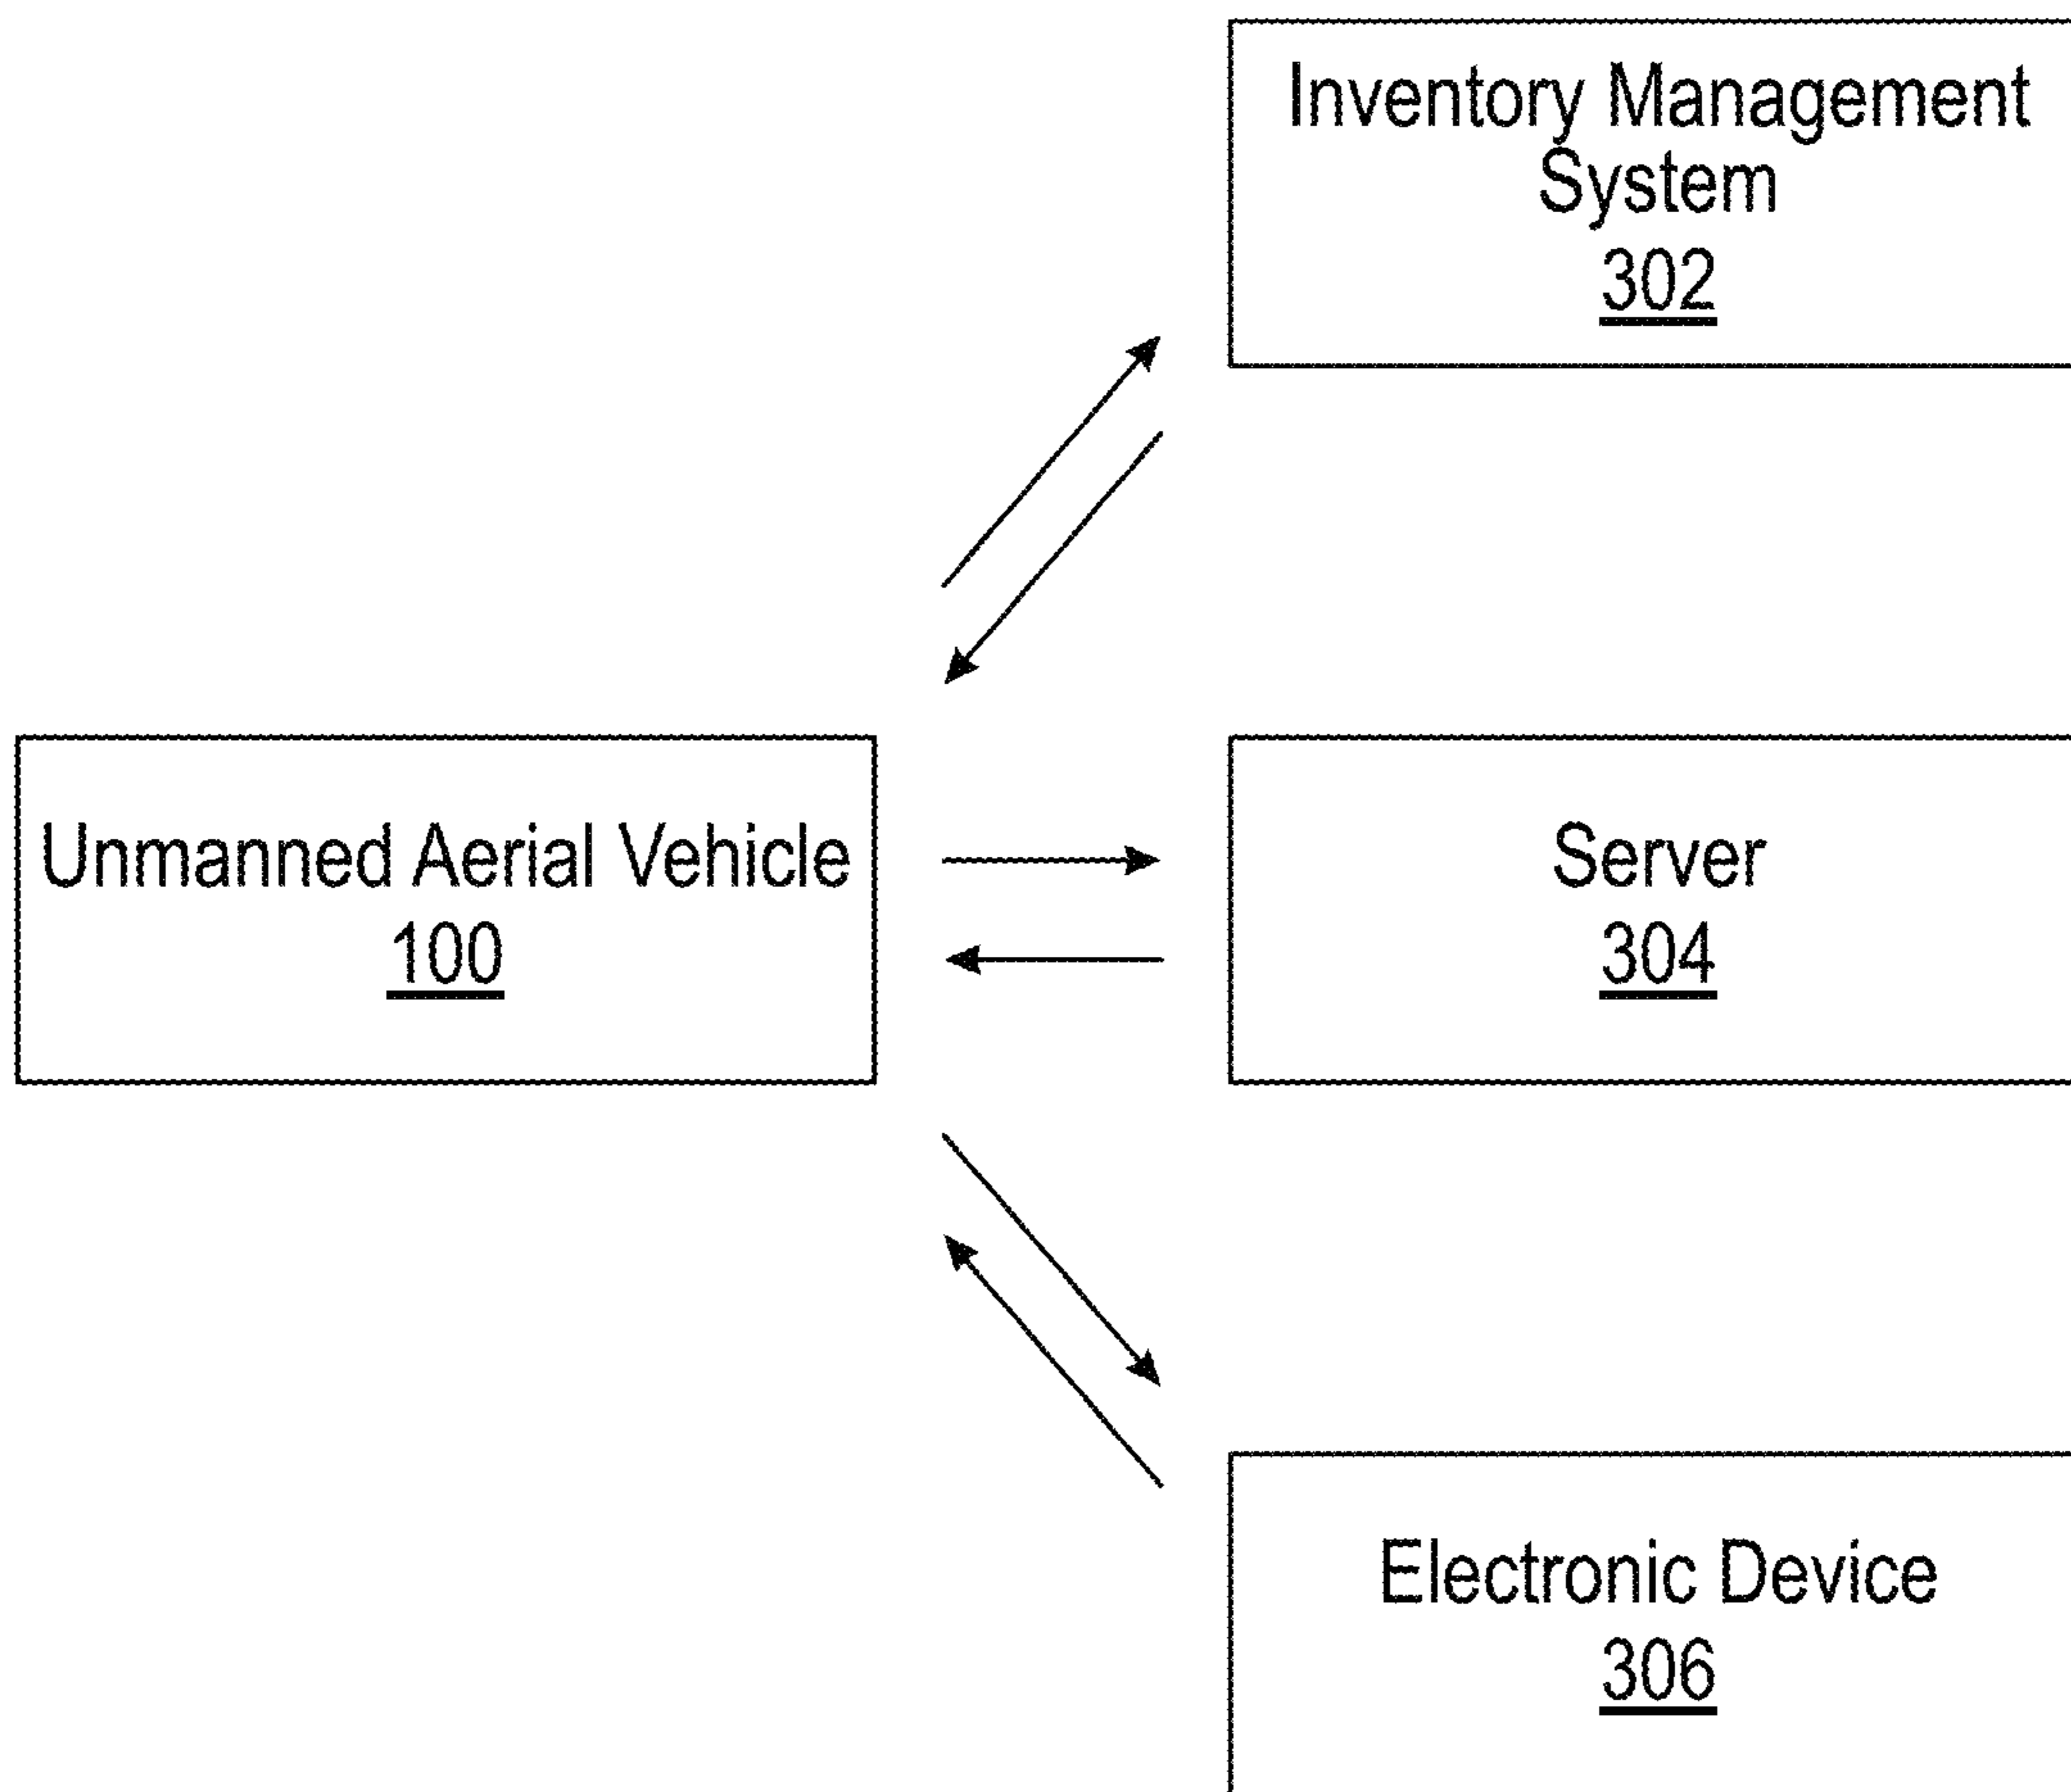 Inventory Management
System
302
Unmanned Aerial Vehicle
100
Server
304
Electronic Device
306